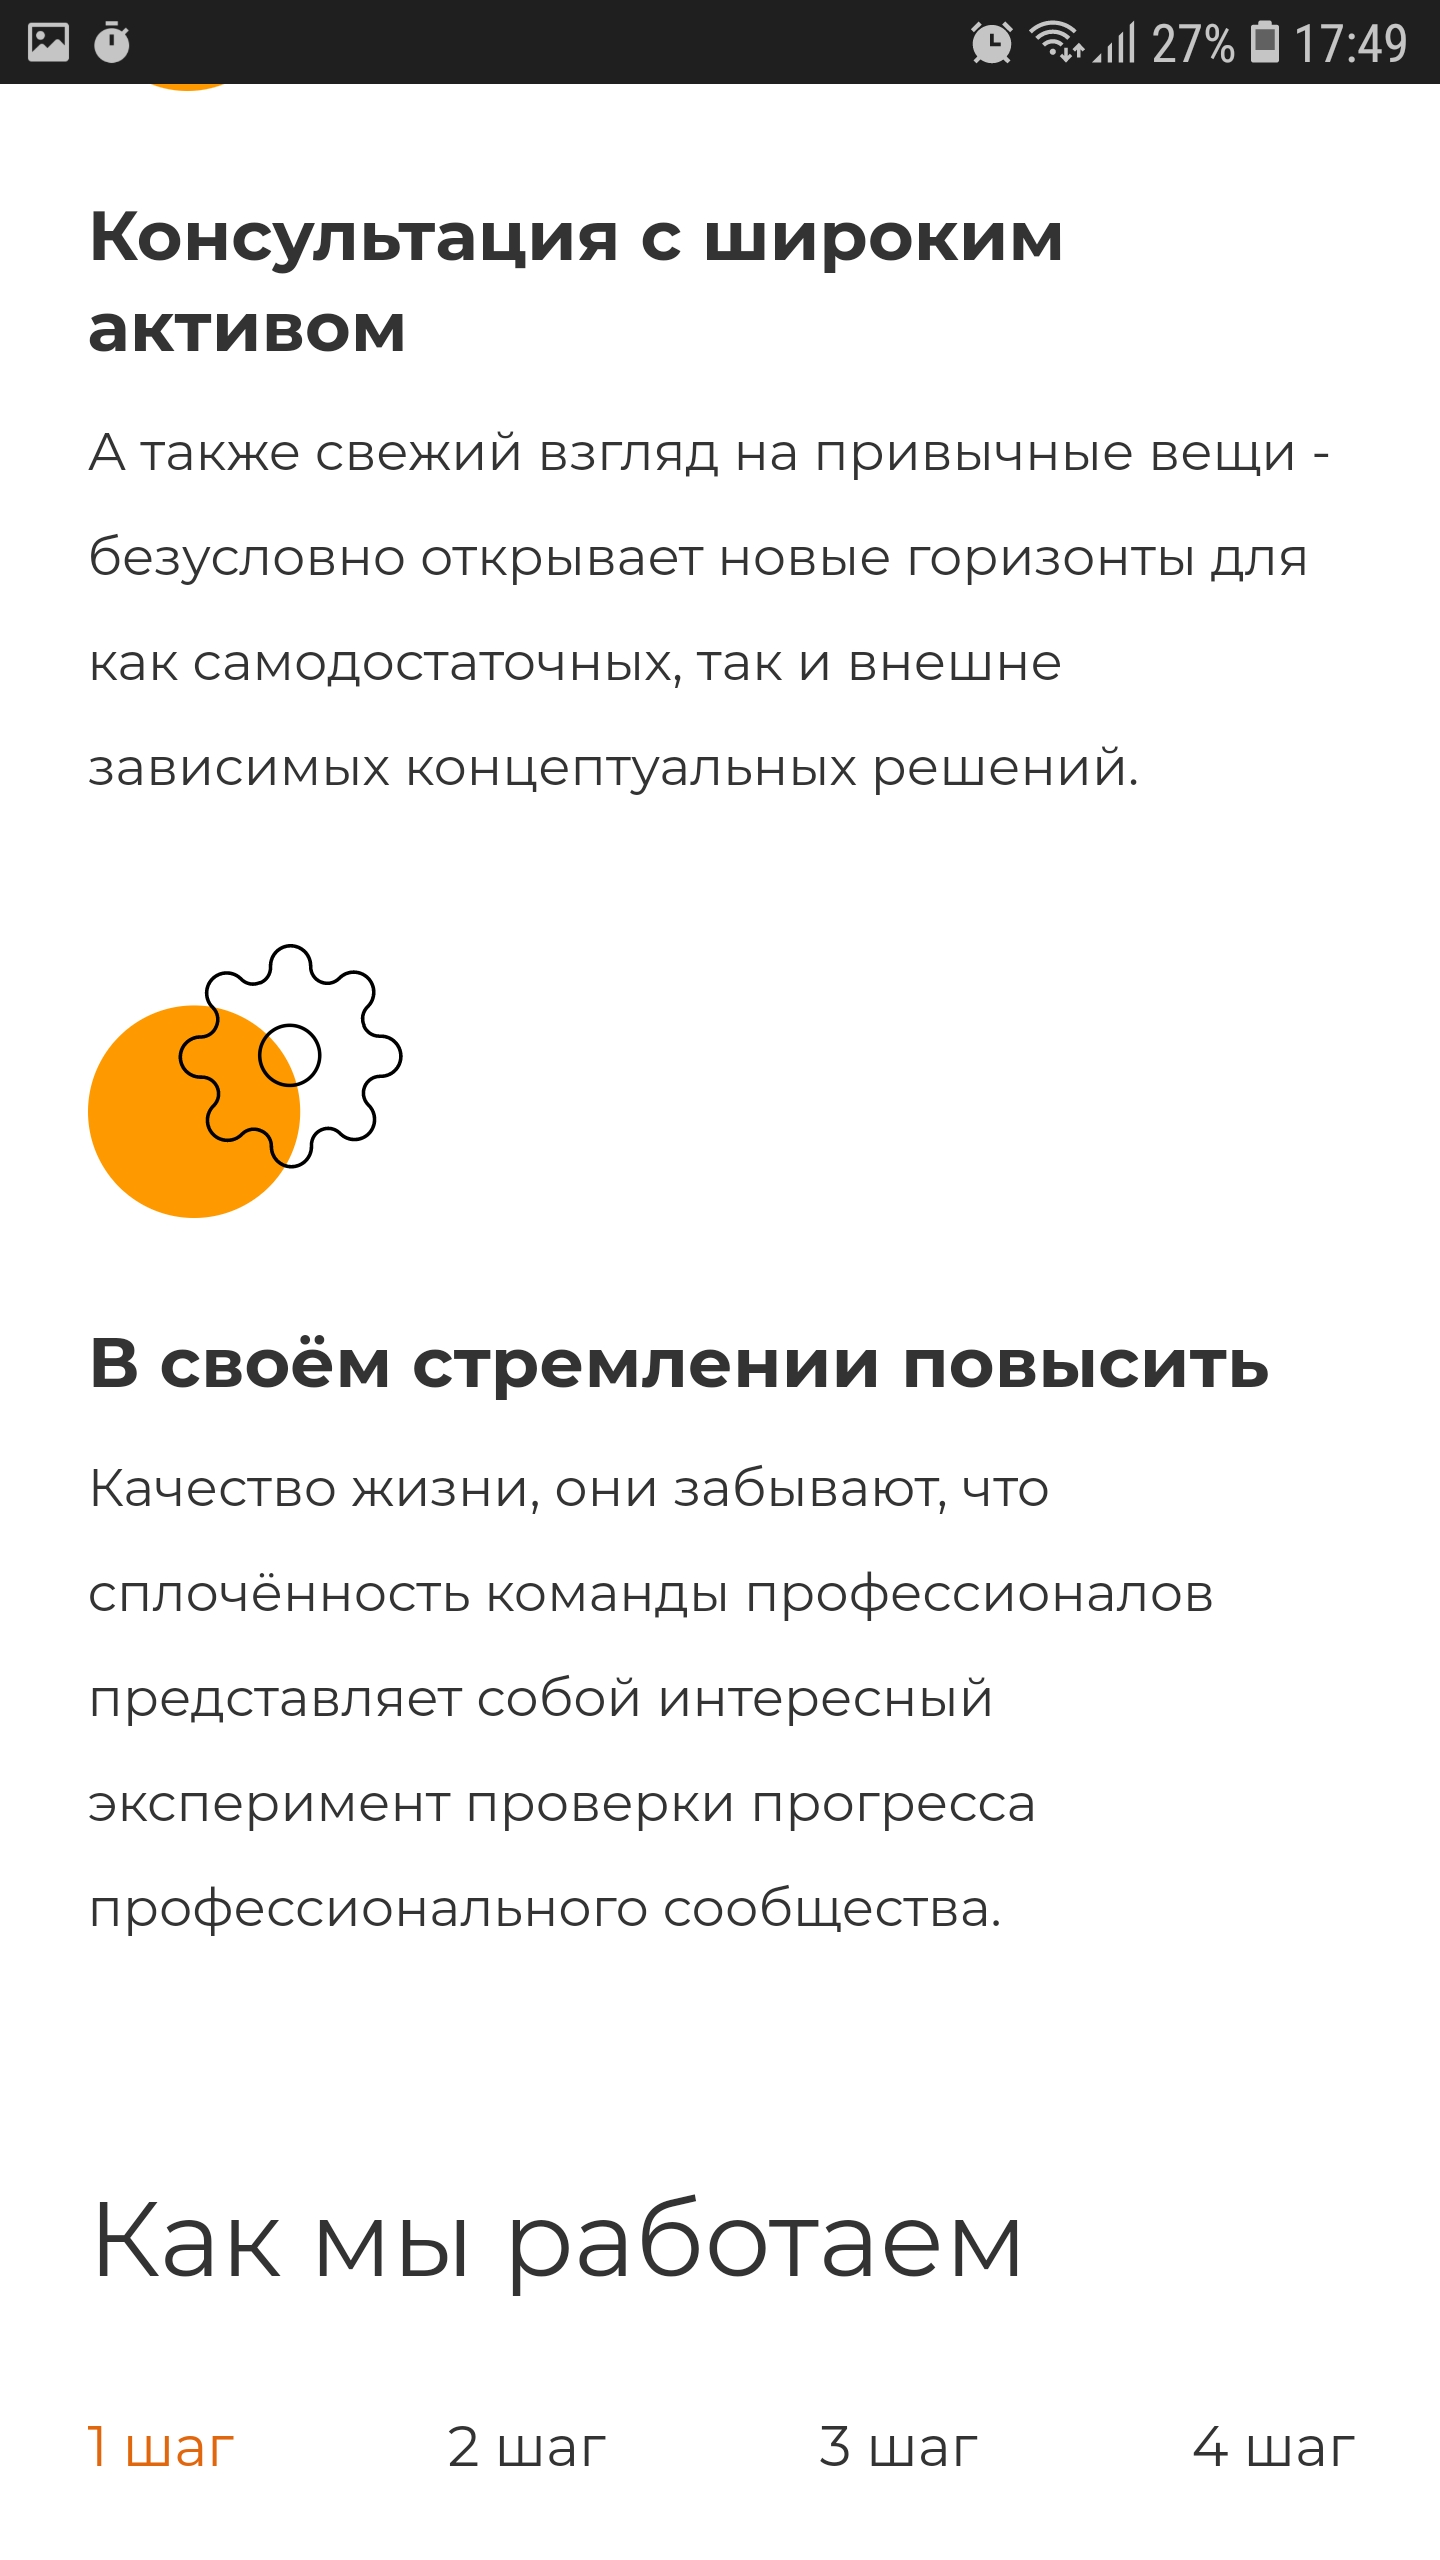 27% 17:49
Консультация с широким
активом
А также свежий взгляд на привычные вещи -
безусловно открывает новые горизонты для
как самодостаточных, так и внешне
зависимых концептуальных решений.
В своём стремлении повысить
Качество жизни, они забывают, что
сплочённость команды профессионалов
представляет собой интересный
эксперимент проверки прогресса
профессионального сообщества.
Как мы работаем
1 шаг 2 шаг 3 шаг 4 шаг